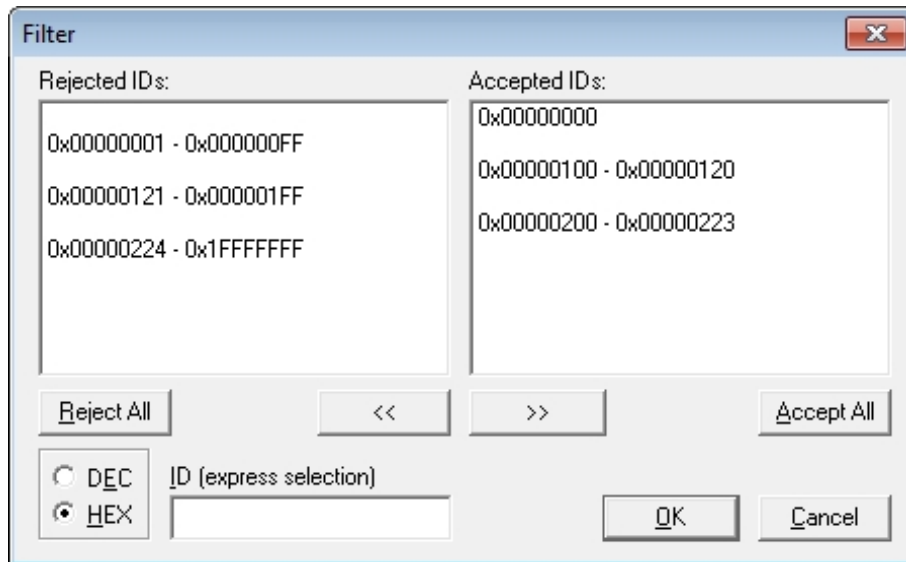 Filter
Rejected IDs:
0x00000001 - 0x000000FF
0x00000121 - 0x000001FF
0x00000224 - 0x1FFFFFFF
Accepted IDs:
0x00000000
0x00000100 - 0x00000120
0x00000200 - 0x00000223
Reject All
<<
>>
Accept All
DEC
HEX
ID (express selection)
OK
Cancel